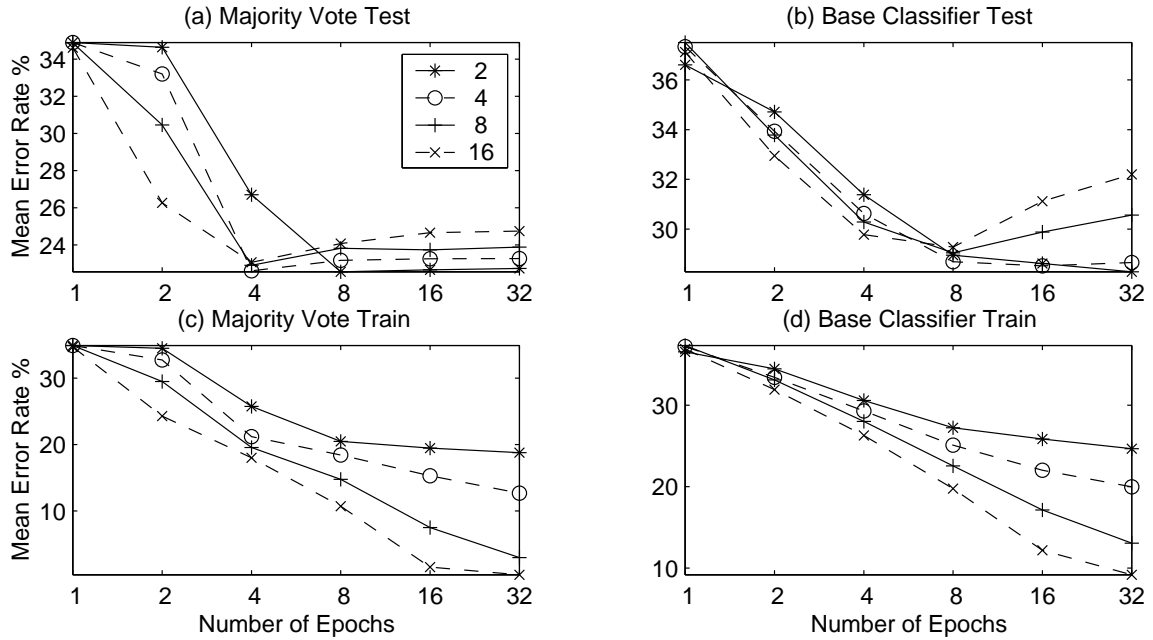 (a) Majority Vote Test
Mean Error Rate %
34
32
30
28
26
24
1 2 4 8 16 32
2
4
8
16
(b) Base Classifier Test
36
34
32
30
1 2 4 8 16 32
(c) Majority Vote Train
Mean Error Rate %
30
20
10
1 2 4 8 16 32
Number of Epochs
(d) Base Classifier Train
30
20
10
1 2 4 8 16 32
Number of Epochs